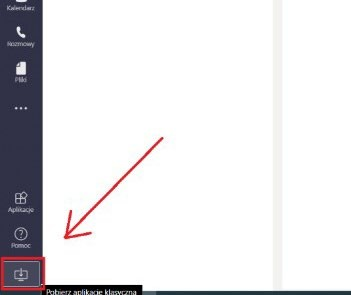 Kalendarz
Rozmowy
Pliki
Aplikacje
Pomoc
Pobierz aplikację klasyczną